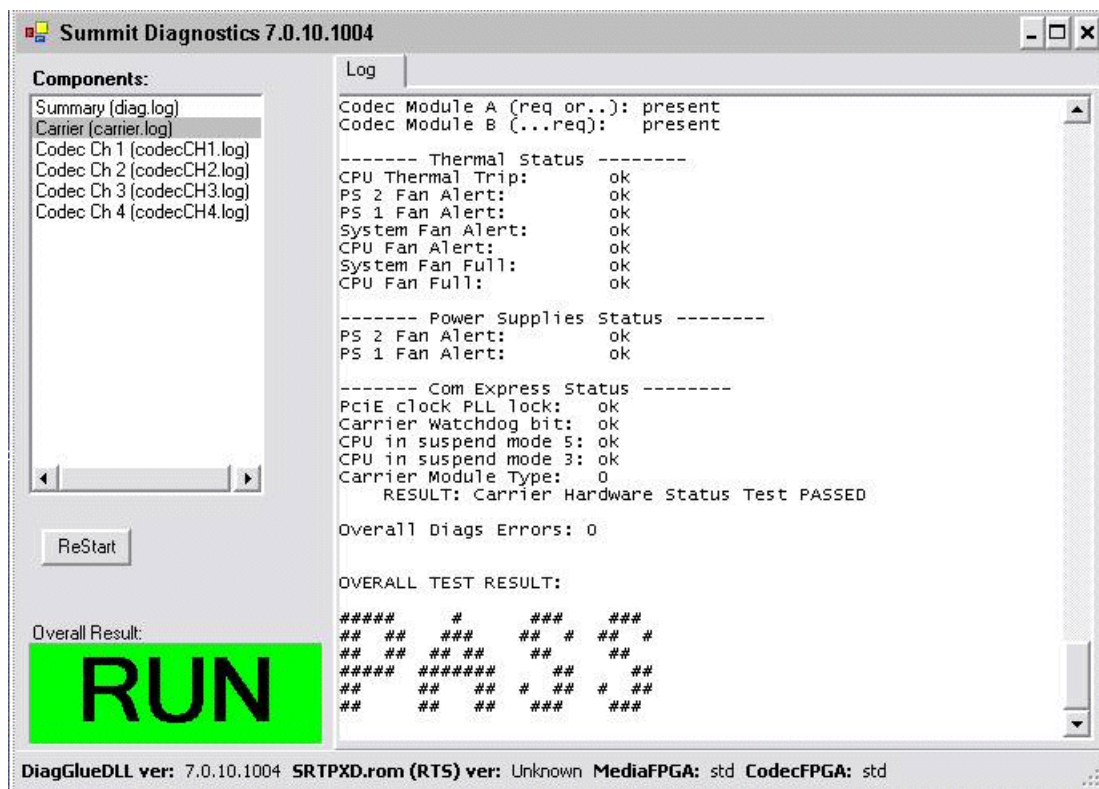 Summit Diagnostics 7.0.10.1004
Components:
Summary (diag.log)
Carrier (carrier.log)
Codec Ch 1 (codecCH1.log)
Codec Ch 2 (codecCH2.log)
Codec Ch 3 (codecCH3.log)
Codec Ch 4 (codecCH4.log)
ReStart
Overall Result:
RUN
Log
Codec Module A (req or..): present
Codec Module B (...req):   present
------- Thermal Status --------
CPU Thermal Trip:         ok
PS 2 Fan Alert:           ok
PS 1 Fan Alert:           ok
System Fan Alert:         ok
CPU Fan Alert:            ok
System Fan Full:          ok
CPU Fan Full:             ok
------- Power Supplies Status --------
PS 2 Fan Alert:           ok
PS 1 Fan Alert:           ok
------- Com Express Status --------
PciE clock PLL lock:   ok
Carrier Watchdog bit:  ok
CPU in suspend mode 5: ok
CPU in suspend mode 3: ok
Carrier Module Type:   0
RESULT: Carrier Hardware Status Test PASSED
Overall Diags Errors: 0
OVERALL TEST RESULT:
PASS
DiagGlueDLL ver: 7.0.10.1004 SRTPXD.rom (RTS) ver: Unknown MediaFPGA: std CodecFPGA: std